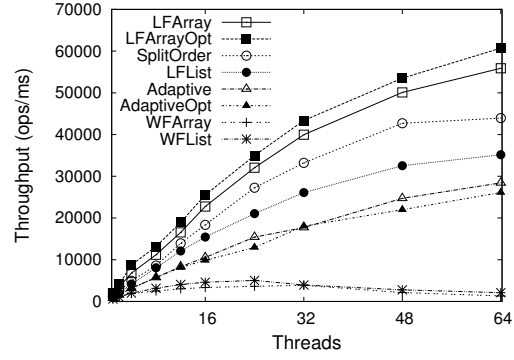 70000
60000
50000
40000
30000
20000
10000
0
Throughput (ops/ms)
LFArray
LFArrayOpt
SplitOrder
LFList
Adaptive
AdaptiveOpt
WFArray
WFList
16
32
48
64
Threads